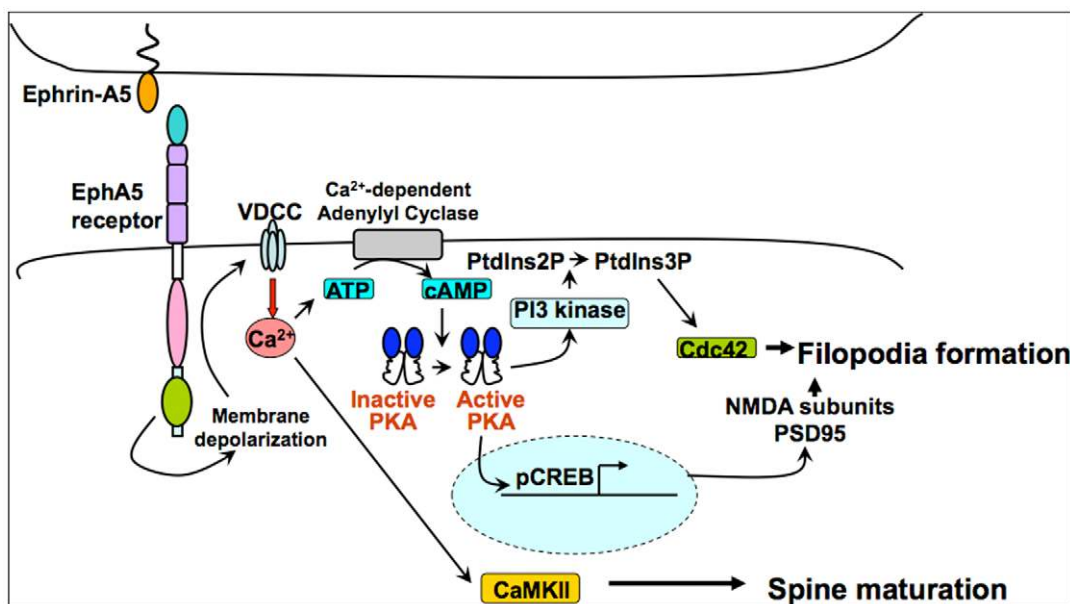 Ephrin-A5
EphA5
receptor
VDCC
Ca²⁺-dependent
Adenylyl Cyclase
PtdIns2P
PtdIns3P
ATP
cAMP
PI3 kinase
Ca²⁺
Cdc42
Filopodia formation
Inactive
PKA
Active
PKA
NMDA subunits
PSD95
Membrane
depolarization
pCREB
CaMKII
Spine maturation